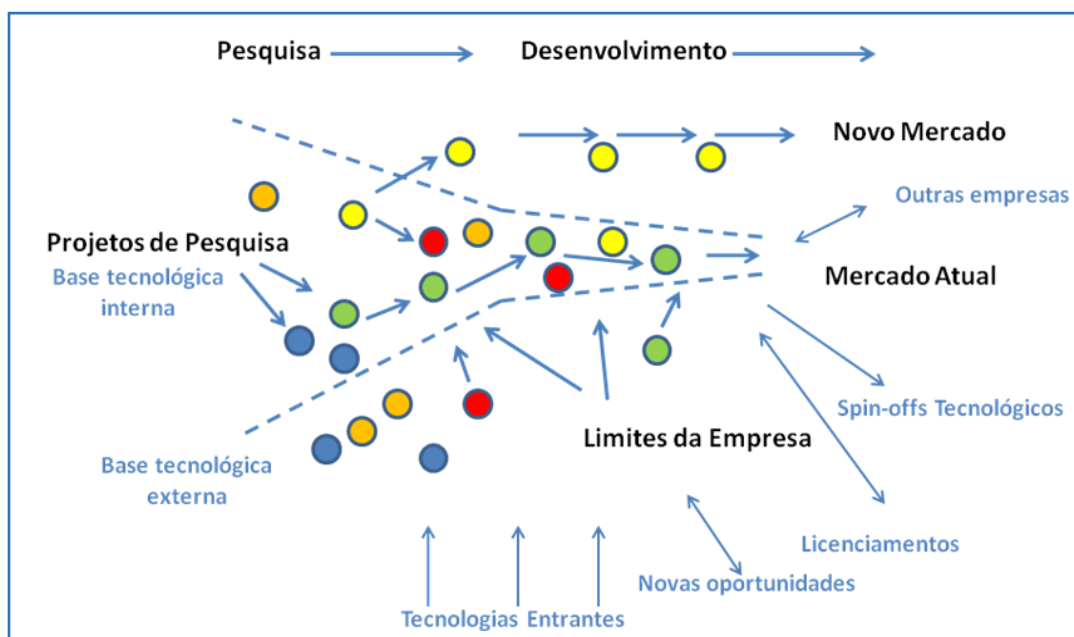 Pesquisa
Desenvolvimento
Novo Mercado
Outras empresas
Projetos de Pesquisa
Base tecnológica
interna
Mercado Atual
Spin-offs Tecnológicos
Limites da Empresa
Base tecnológica
externa
Licenciamentos
Novas oportunidades
Tecnologias Entrantes